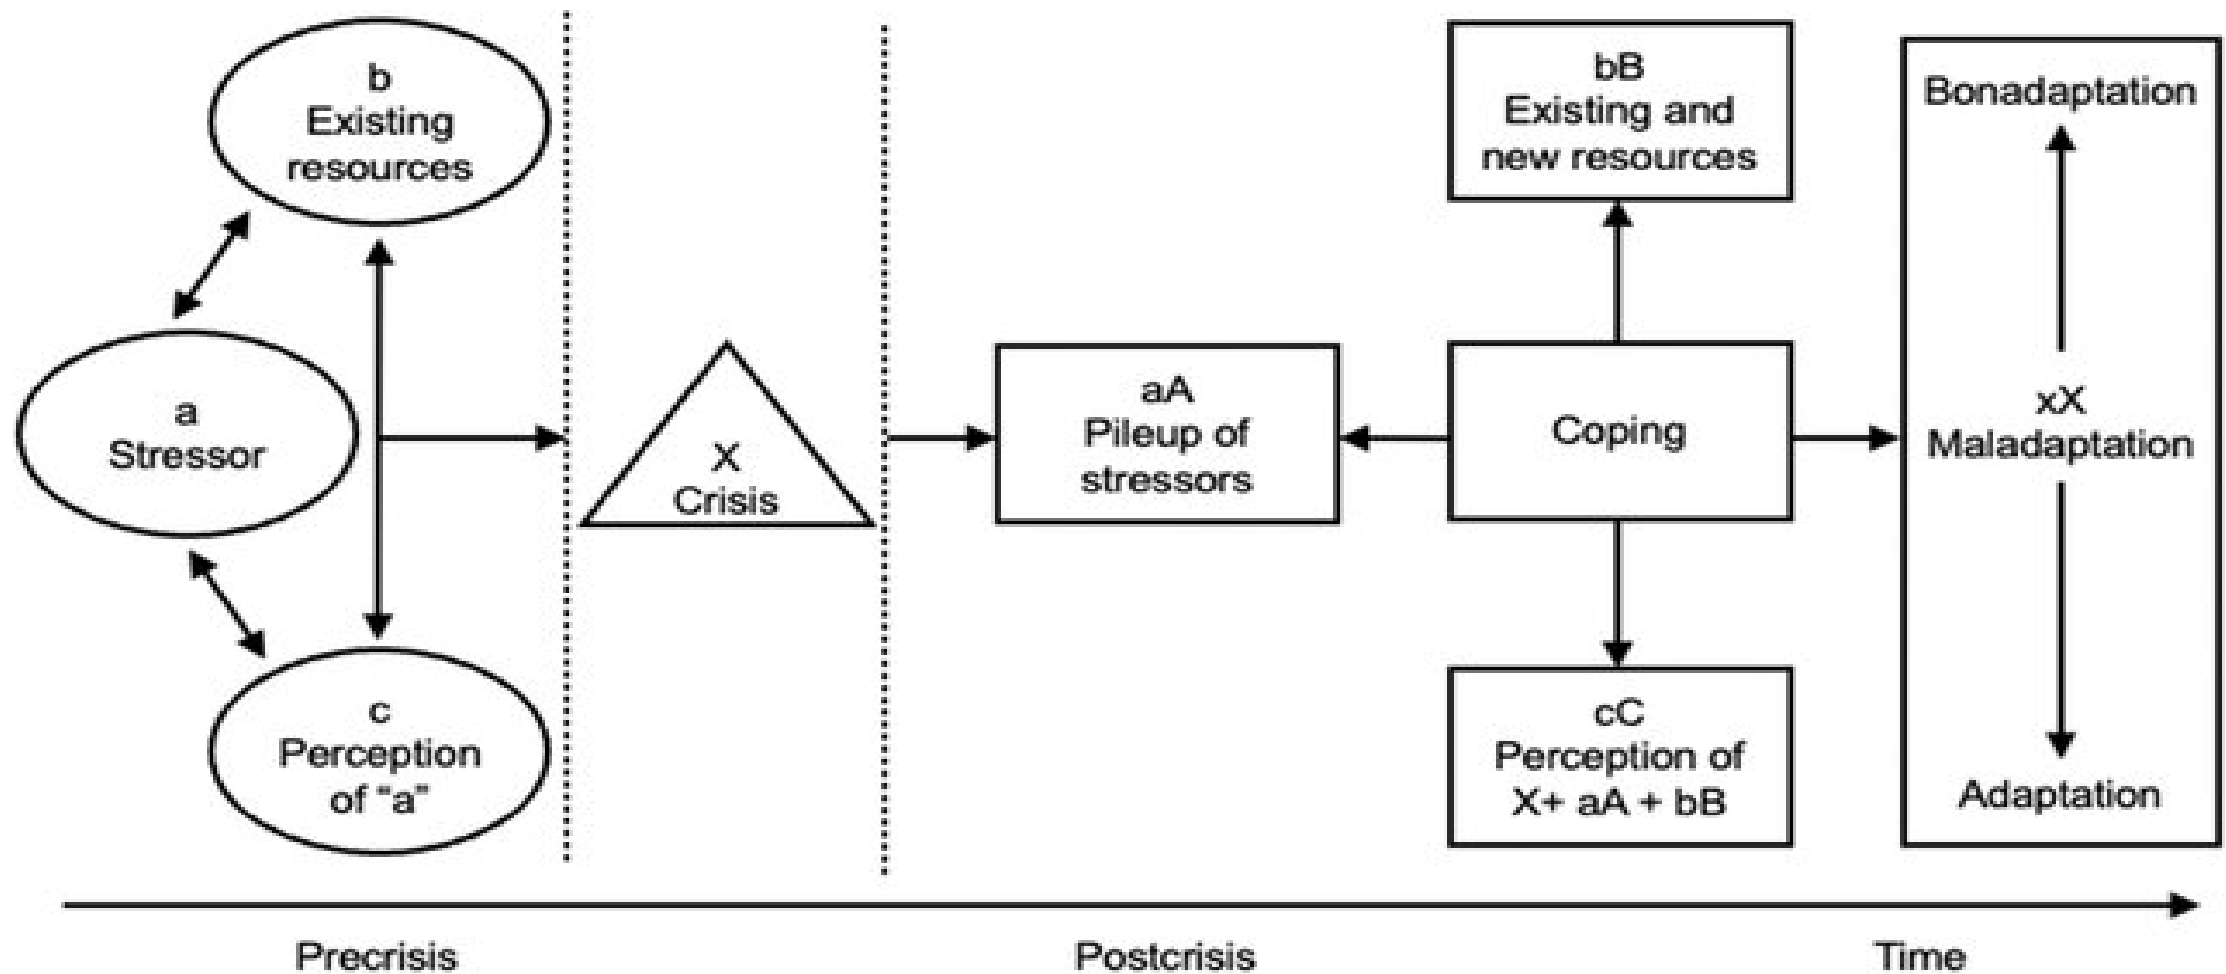 b
Existing
resources
a
Stressor
c
Perception
of “a”
X
Crisis
aA
Pileup of
stressors
bB
Existing and
new resources
Coping
cC
Perception of
X+ aA + bB
Bonadaptation
xX
Maladaptation
Adaptation
Precrisis
Postcrisis
Time